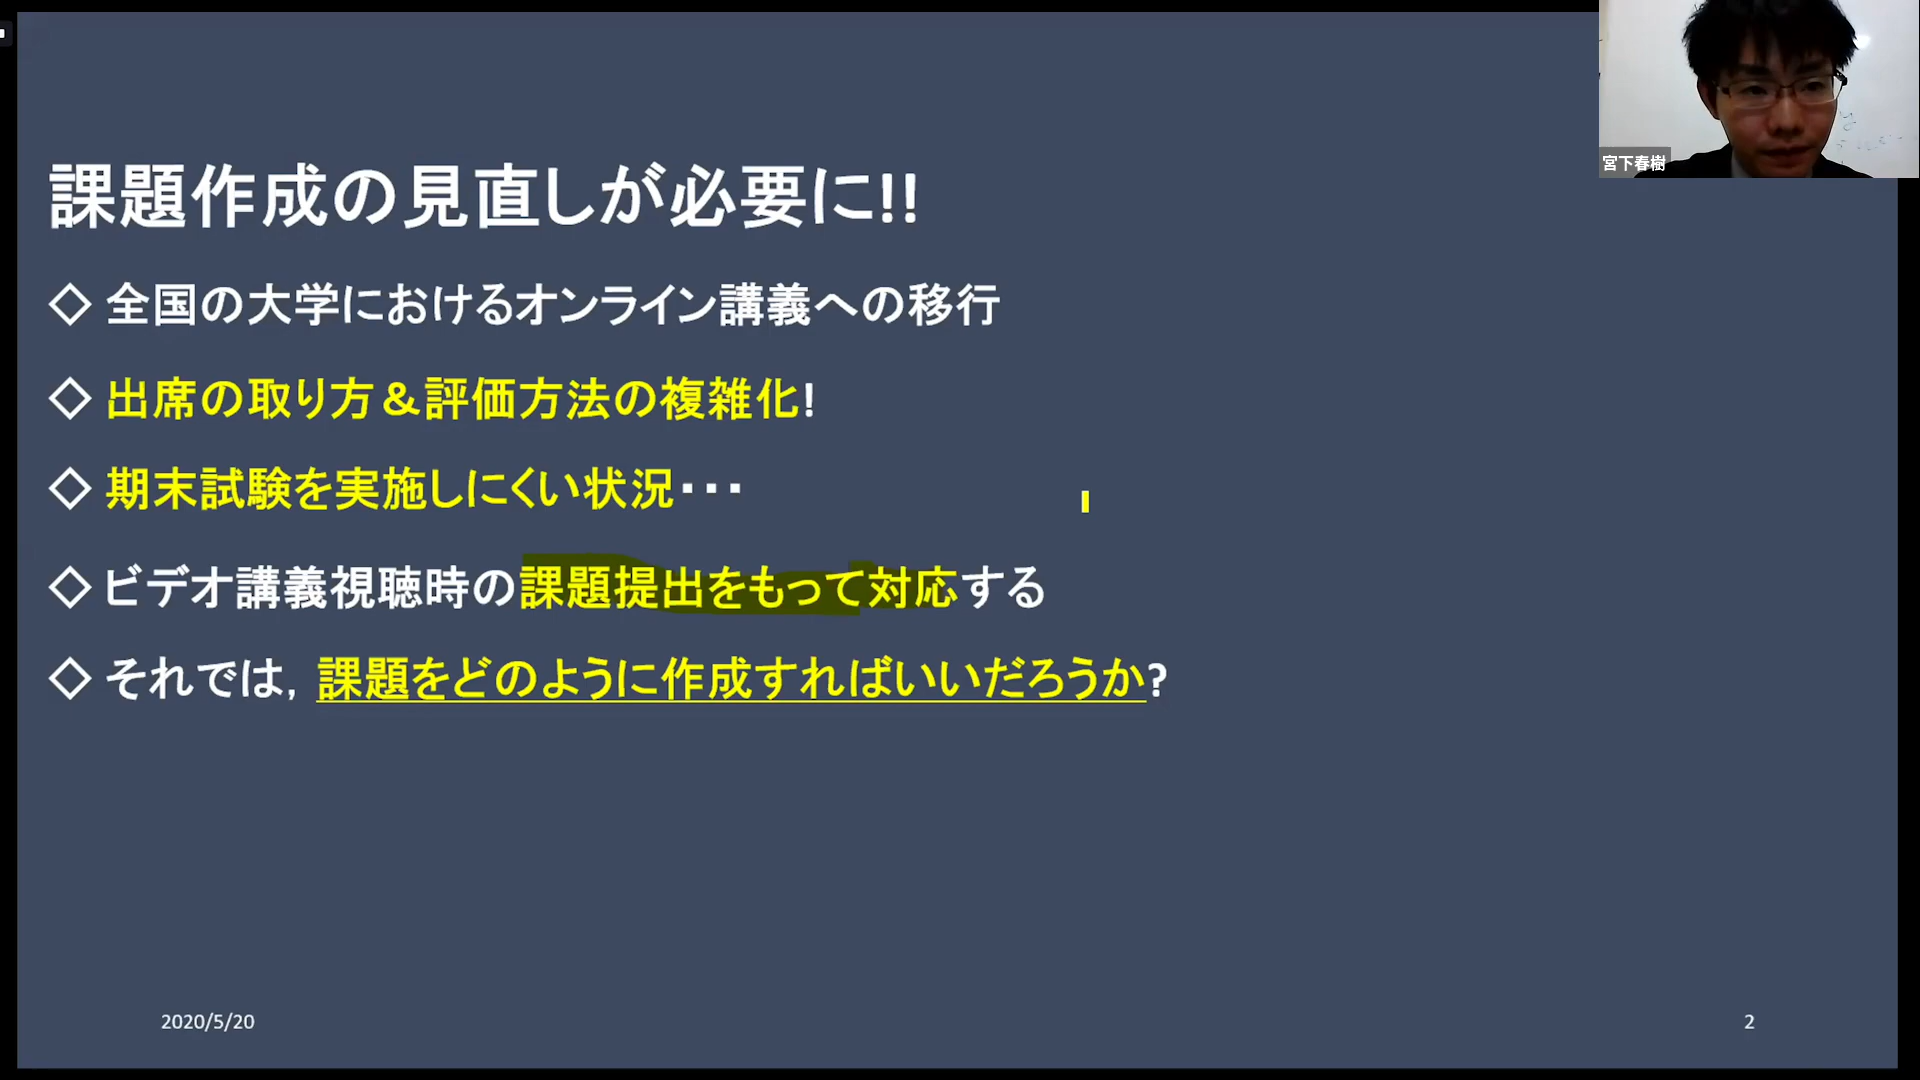 宮下春樹
課題作成の見直しが必要に!!
◇ 全国の大学におけるオンライン講義への移行
◇ 出席の取り方＆評価方法の複雑化!
◇ 期末試験を実施しにくい状況・・・
◇ ビデオ講義視聴時の課題提出をもって対応する
◇ それでは, 課題をどのように作成すればいいだろうか?
2020/5/20
2